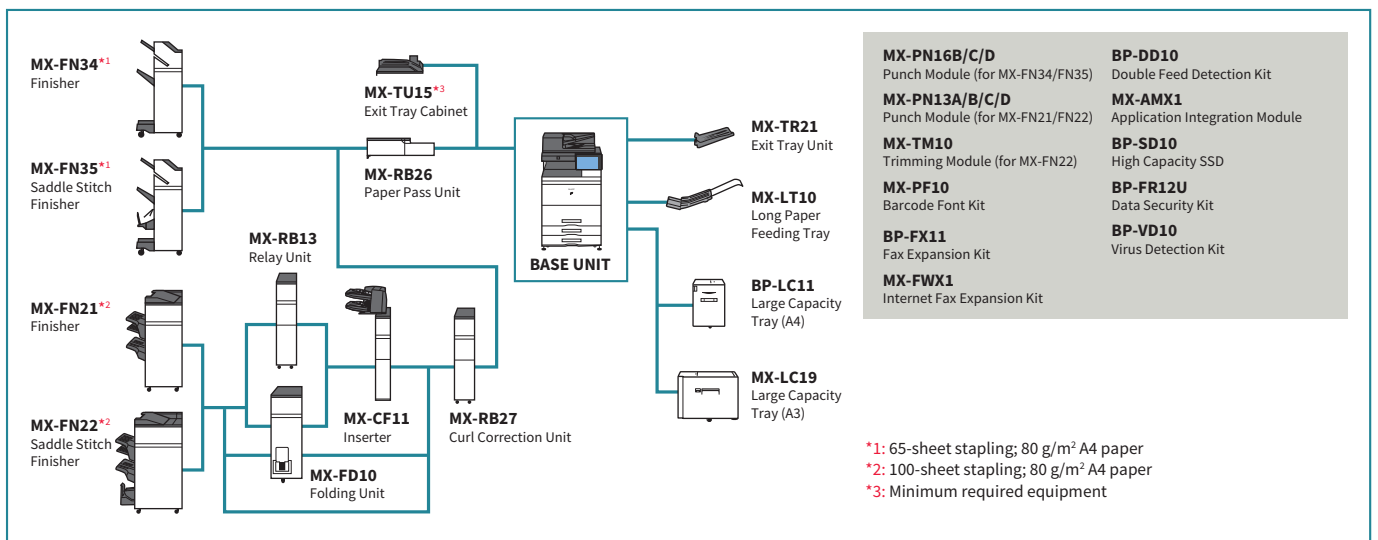 MX-FN34*1
Finisher
MX-TU15*3
Exit Tray Cabinet
MX-FN35*1
Saddle Stitch
Finisher
MX-RB26
Paper Pass Unit
MX-RB13
Relay Unit
BASE UNIT
MX-TR21
Exit Tray Unit
MX-LT10
Long Paper
Feeding Tray
BP-LC11
Large Capacity
Tray (A4)
MX-LC19
Large Capacity
Tray (A3)
MX-FN21*2
Finisher
MX-FN22*2
Saddle Stitch
Finisher
MX-CF11
Inserter
MX-RB27
Curl Correction Unit
MX-FD10
Folding Unit
MX-PN16B/C/D
Punch Module (for MX-FN34/FN35)
MX-PN13A/B/C/D
Punch Module (for MX-FN21/FN22)
MX-TM10
Trimming Module (for MX-FN22)
MX-PF10
Barcode Font Kit
BP-FX11
Fax Expansion Kit
MX-FWX1
Internet Fax Expansion Kit
BP-DD10
Double Feed Detection Kit
MX-AMX1
Application Integration Module
BP-SD10
High Capacity SSD
BP-FR12U
Data Security Kit
BP-VD10
Virus Detection Kit
*1: 65-sheet stapling; 80 g/m² A4 paper
*2: 100-sheet stapling; 80 g/m² A4 paper
*3: Minimum required equipment